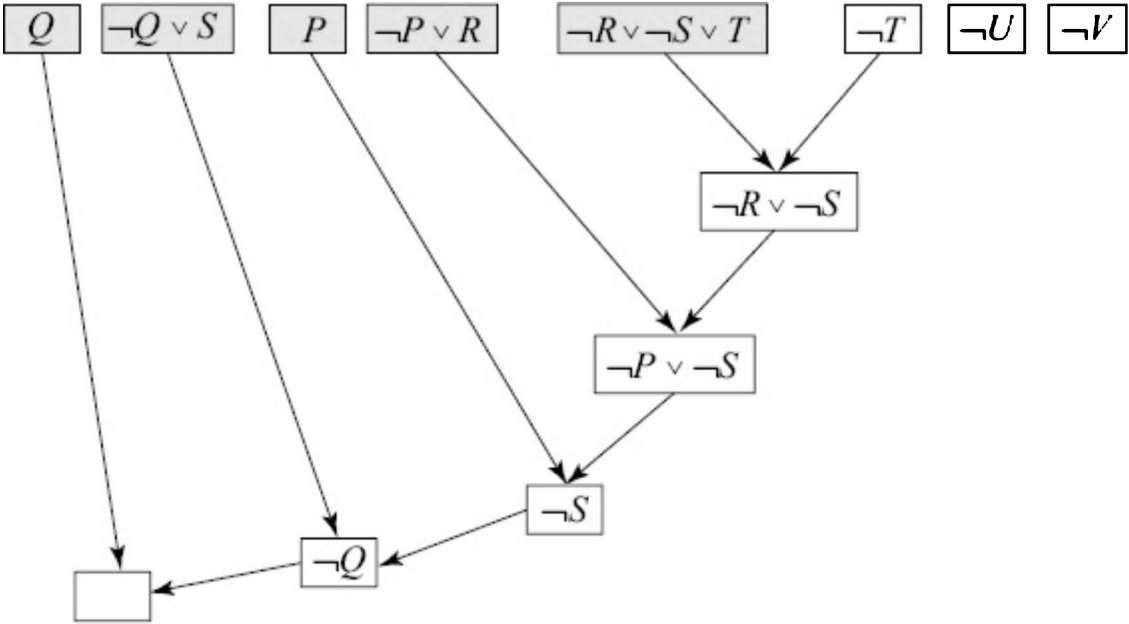 Q ¬Q ∨ S P ¬P ∨ R ¬R ∨ ¬S ∨ T ¬T ¬U ¬V
¬R ∨ ¬S
¬P ∨ ¬S
¬S
¬Q